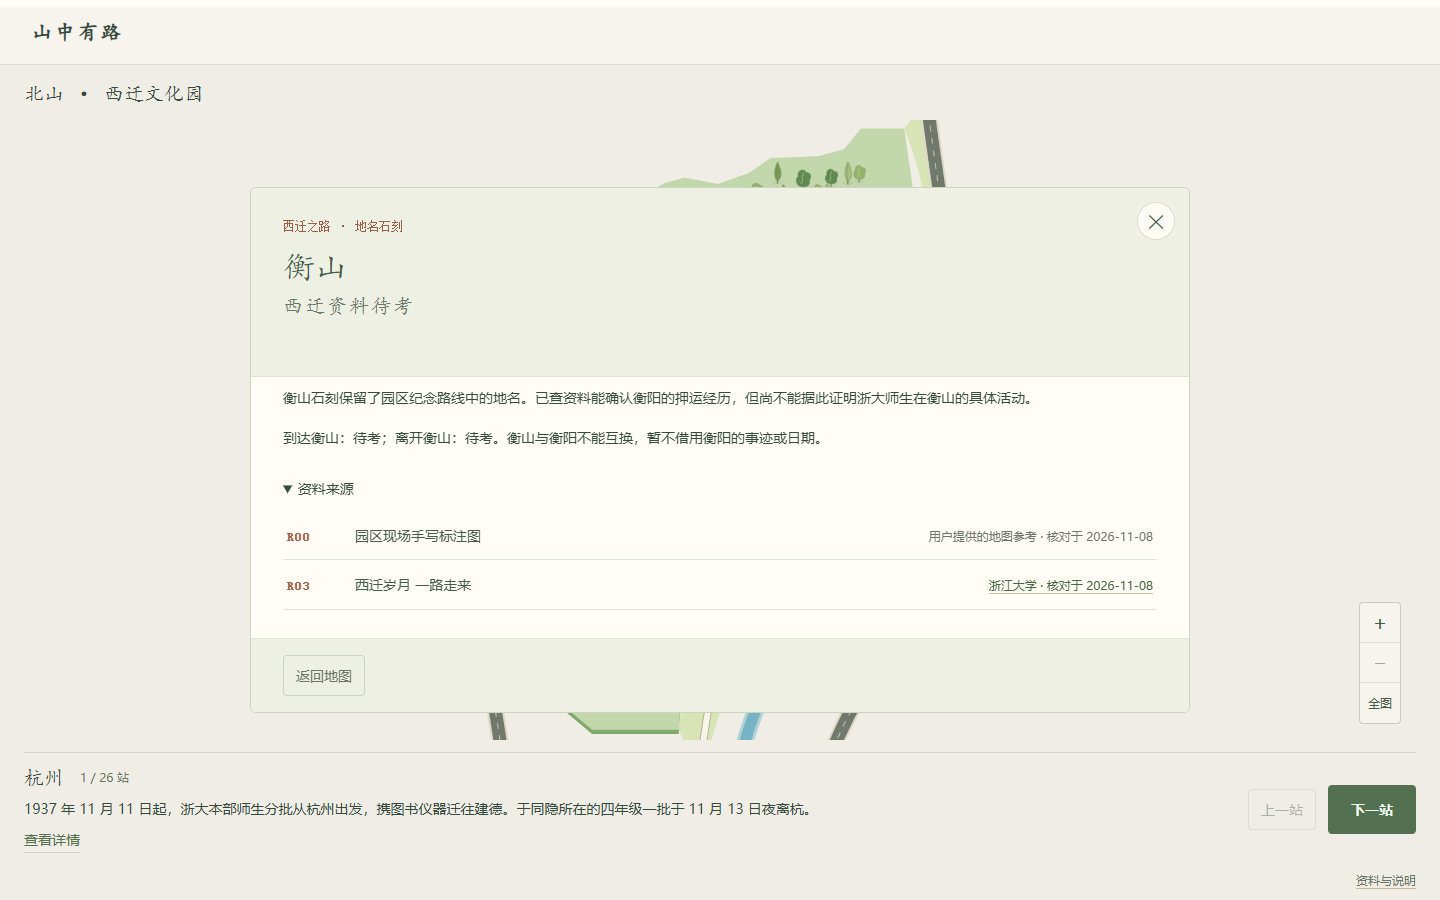 山中有路
北山 • 西迁文化园
西迁之路 · 地名石刻
衡山
西迁资料待考
衡山石刻保留了园区纪念路线中的地名。已查资料能确认衡阳的押运经历，但尚不能据此证明浙大师生在衡山的具体活动。
到达衡山：待考；离开衡山：待考。衡山与衡阳不能互换，暂不借用衡阳的事迹或日期。
▼ 资料来源
R00 园区现场手写标注图 用户提供的地图参考 · 核对于 2026-11-08
R03 西迁岁月 一路走来 浙江大学 · 核对于 2026-11-08
返回地图
+
−
全图
杭州 1 / 26 站
1937 年 11 月 11 日起，浙大本部师生分批从杭州出发，携图书仪器迁往建德。于同隐所在的四年级一批于 11 月 13 日夜离杭。
查看详情
上一站 下一站
资料与说明